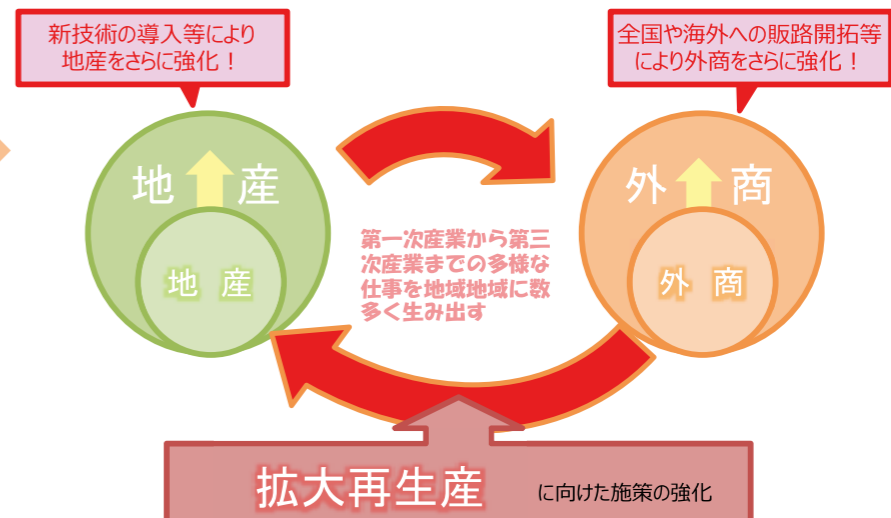 新技術の導入等により
地産をさらに強化！
全国や海外への販路開拓等
により外商をさらに強化！
地 産
地 産
外 商
外 商
第一次産業から第三
次産業までの多様な
仕事を地域地域に数
多く生み出す
拡大再生産 に向けた施策の強化